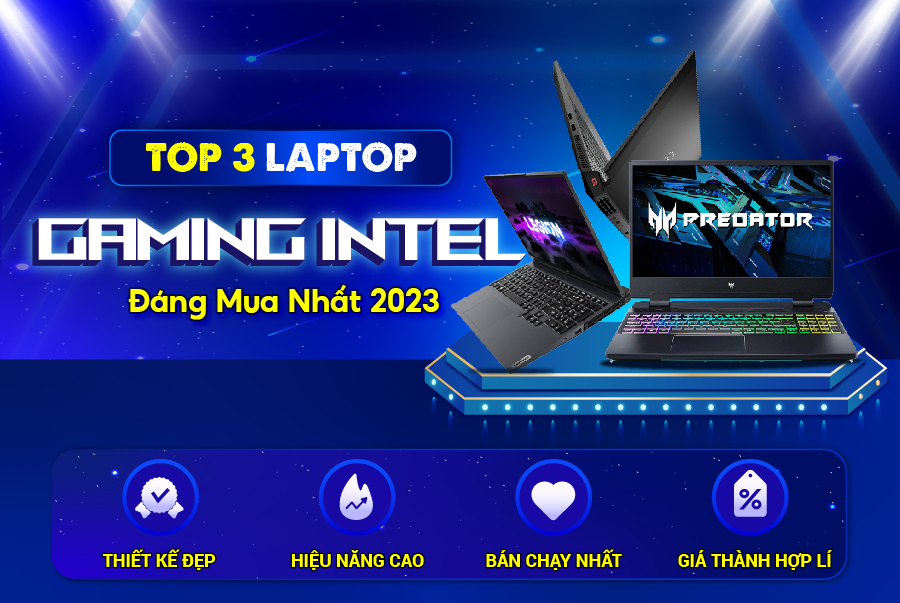 TOP 3 LAPTOP
GAMING INTEL
Đáng Mua Nhất 2023
LEGION
PREDATOR
THIẾT KẾ ĐẸP
HIỆU NĂNG CAO
BÁN CHẠY NHẤT
GIÁ THÀNH HỢP LÍ